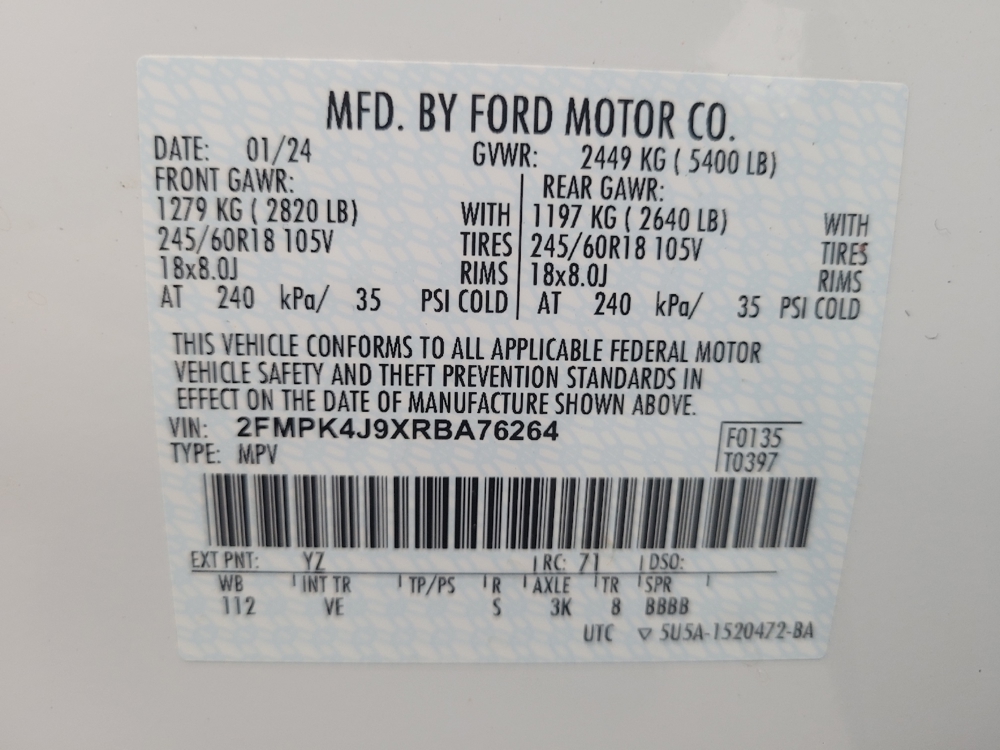 MFD. BY FORD MOTOR CO.
DATE: 01/24 GVWR: 2449 KG ( 5400 LB)
FRONT GAWR: REAR GAWR:
1279 KG ( 2820 LB) WITH 1197 KG ( 2640 LB) WITH
245/60R18 105V TIRES 245/60R18 105V TIRES
18x8.0J RIMS 18x8.0J RIMS
AT 240 kPa/ 35 PSI COLD AT 240 kPa/ 35 PSI COLD
THIS VEHICLE CONFORMS TO ALL APPLICABLE FEDERAL MOTOR
VEHICLE SAFETY AND THEFT PREVENTION STANDARDS IN
EFFECT ON THE DATE OF MANUFACTURE SHOWN ABOVE.
VIN: 2FMPK4J9XRBA76264 F0135
TYPE: MPV T0397
EXT PNT: YZ RC: 71 DSO:
WB INT TR TP/PS R AXLE TR SPR
112 VE S 3K 8 BBBB
UTC ▽ 5U5A-1520472-BA